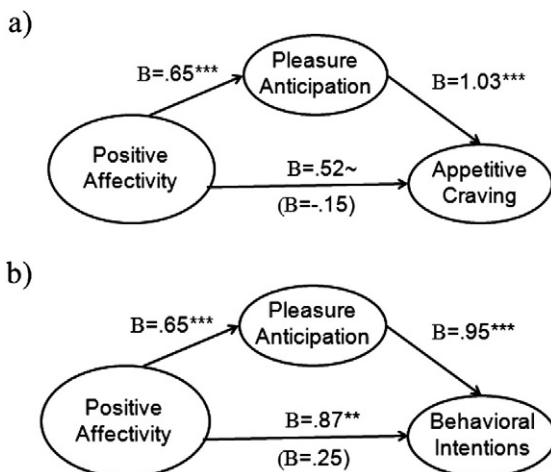 a)
Pleasure
Anticipation
B=.65***
B=1.03***
Positive
Affectivity
B=.52~
(B=-.15)
Appetitive
Craving
b)
Pleasure
Anticipation
B=.65***
B=.95***
Positive
Affectivity
B=.87**
(B=.25)
Behavioral
Intentions